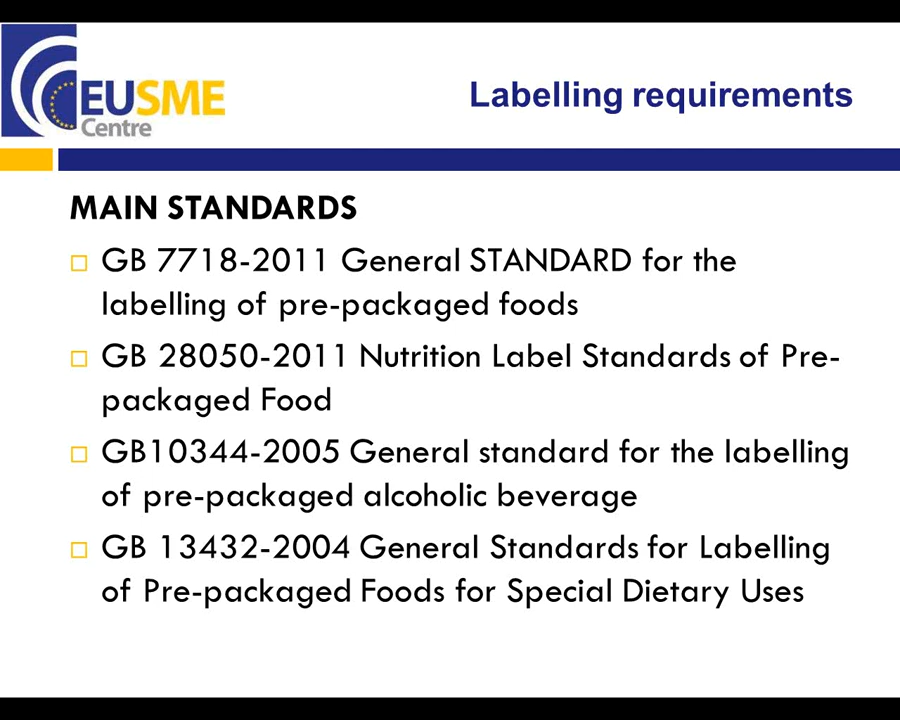 EUSME
Centre
Labelling requirements
MAIN STANDARDS
GB 7718-2011 General STANDARD for the
labelling of pre-packaged foods
GB 28050-2011 Nutrition Label Standards of Pre-
packaged Food
GB10344-2005 General standard for the labelling
of pre-packaged alcoholic beverage
GB 13432-2004 General Standards for Labelling
of Pre-packaged Foods for Special Dietary Uses